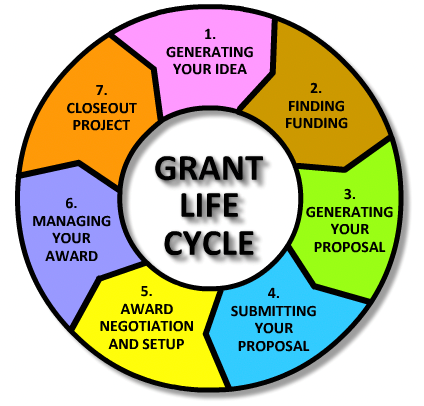 1.
GENERATING
YOUR IDEA
2.
FINDING
FUNDING
3.
GENERATING
YOUR
PROPOSAL
4.
SUBMITTING
YOUR
PROPOSAL
5.
AWARD
NEGOTIATION
AND SETUP
6.
MANAGING
YOUR
AWARD
7.
CLOSEOUT
PROJECT
GRANT
LIFE
CYCLE